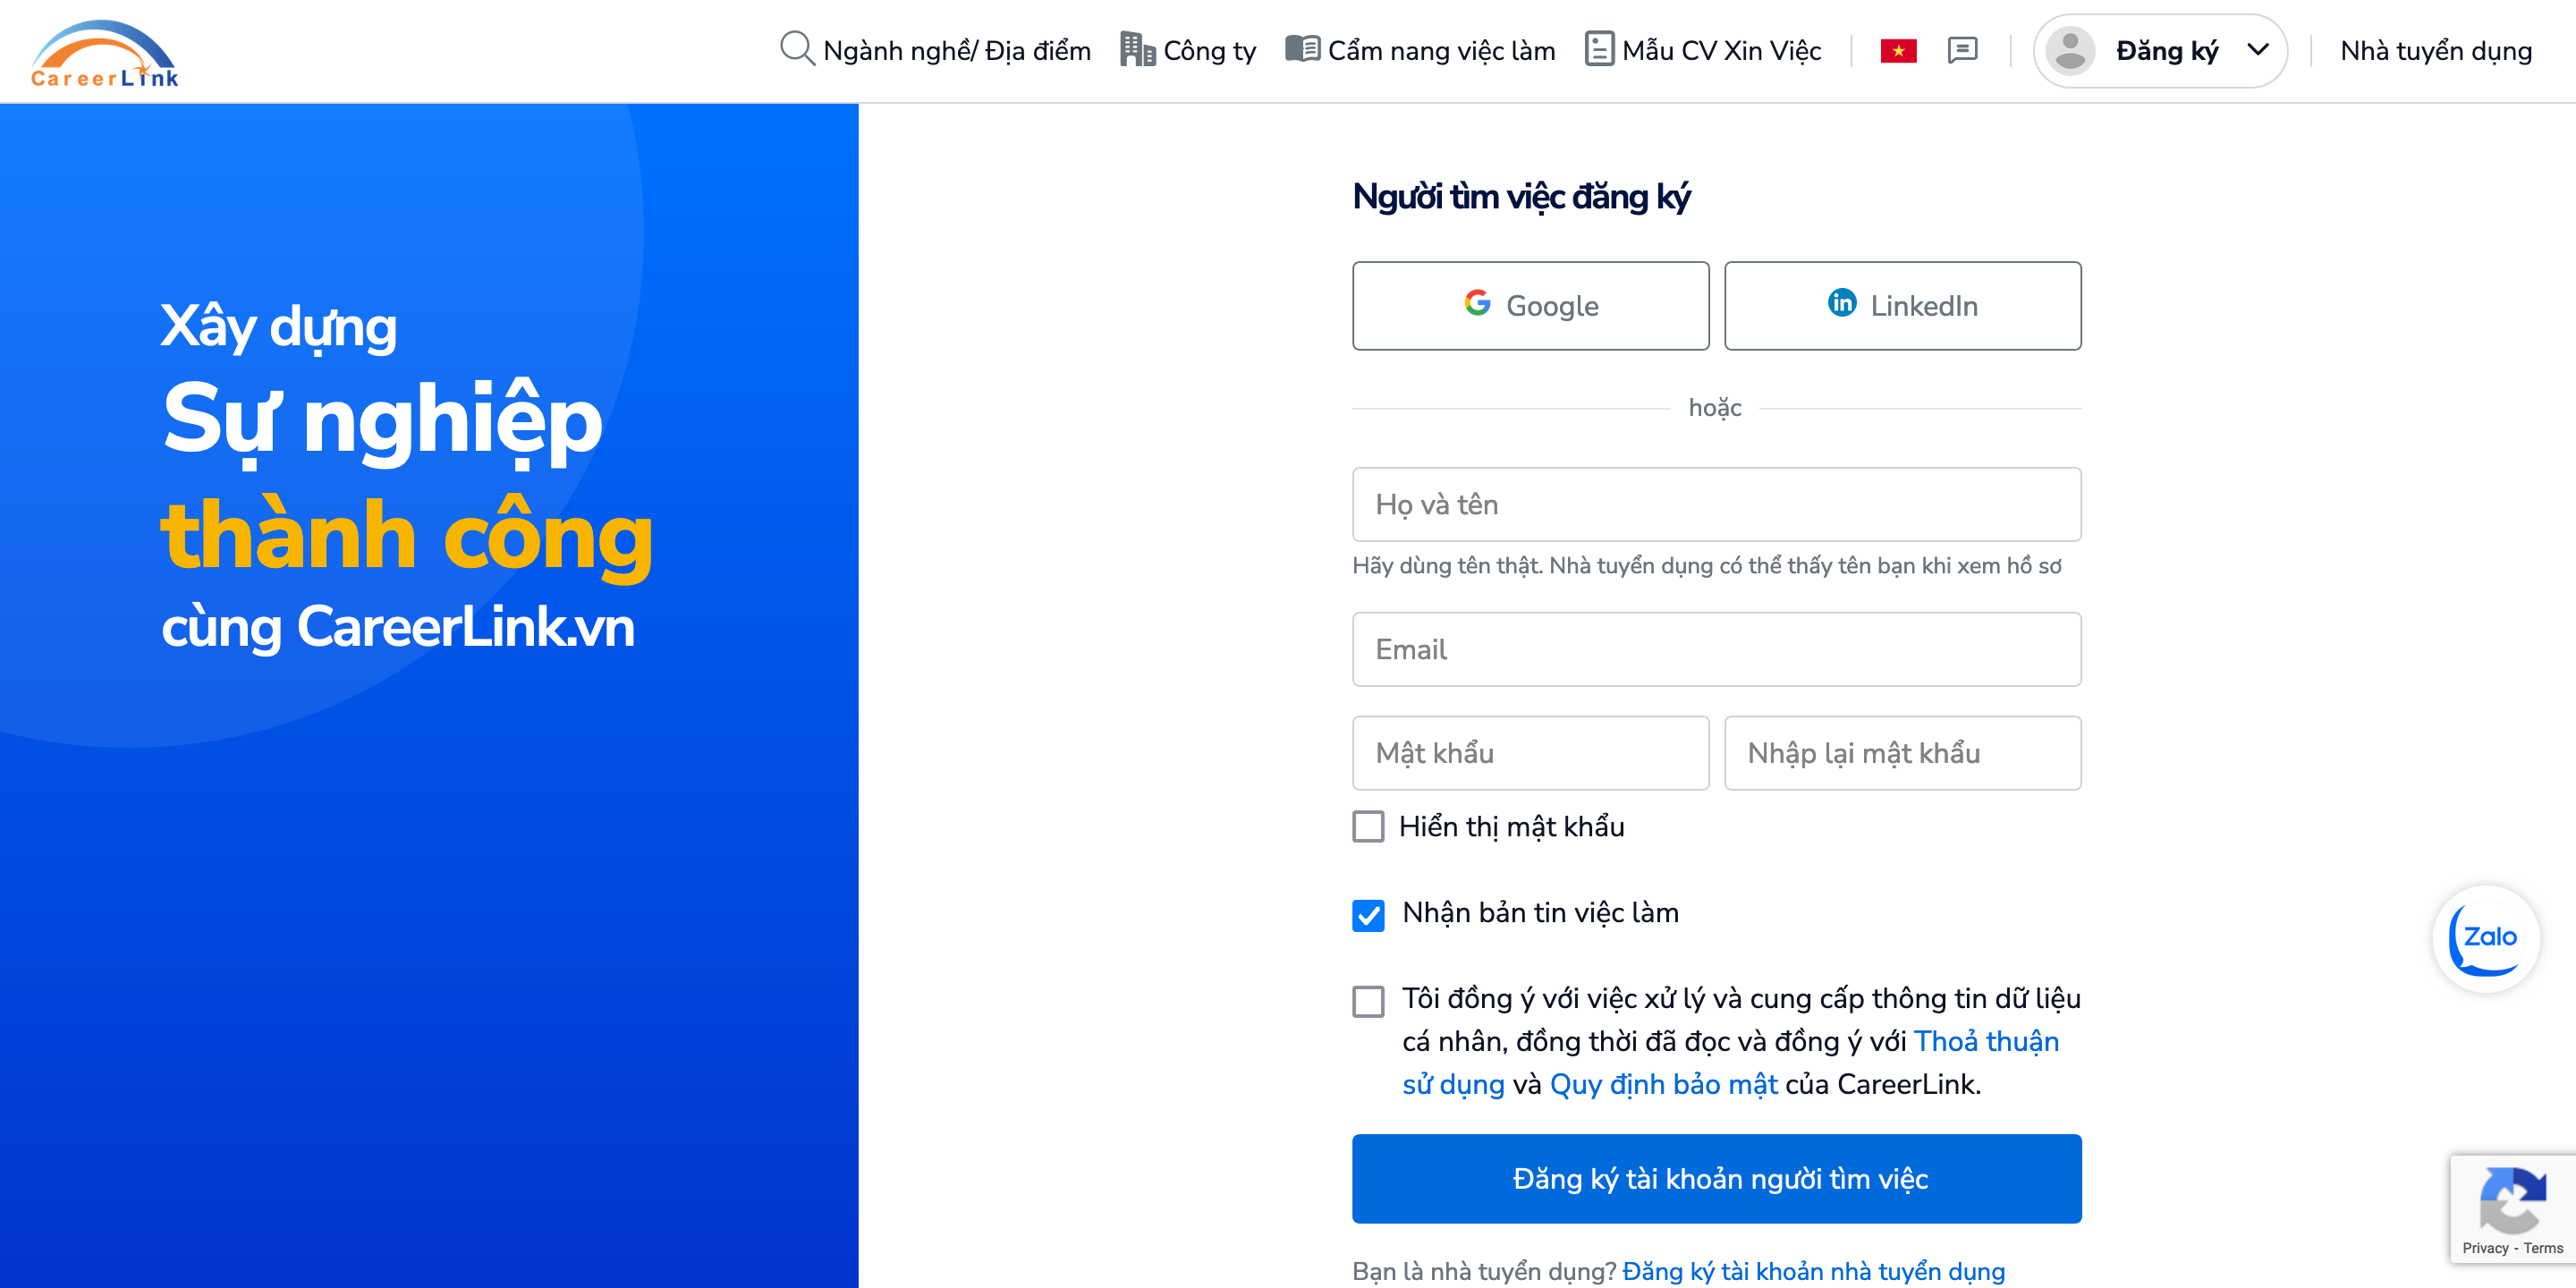 CareerLink
Ngành nghề/ Địa điểm
Công ty
Cẩm nang việc làm
Mẫu CV Xin Việc
Đăng ký
Nhà tuyển dụng
Xây dựng
Sự nghiệp
thành công
cùng CareerLink.vn
Người tìm việc đăng ký
Google
LinkedIn
hoặc
Họ và tên
Hãy dùng tên thật. Nhà tuyển dụng có thể thấy tên bạn khi xem hồ sơ
Email
Mật khẩu
Nhập lại mật khẩu
Hiển thị mật khẩu
Nhận bản tin việc làm
Tôi đồng ý với việc xử lý và cung cấp thông tin dữ liệu
cá nhân, đồng thời đã đọc và đồng ý với Thoả thuận
sử dụng và Quy định bảo mật của CareerLink.
Đăng ký tài khoản người tìm việc
Bạn là nhà tuyển dụng? Đăng ký tài khoản nhà tuyển dụng
Zalo
Privacy - Terms